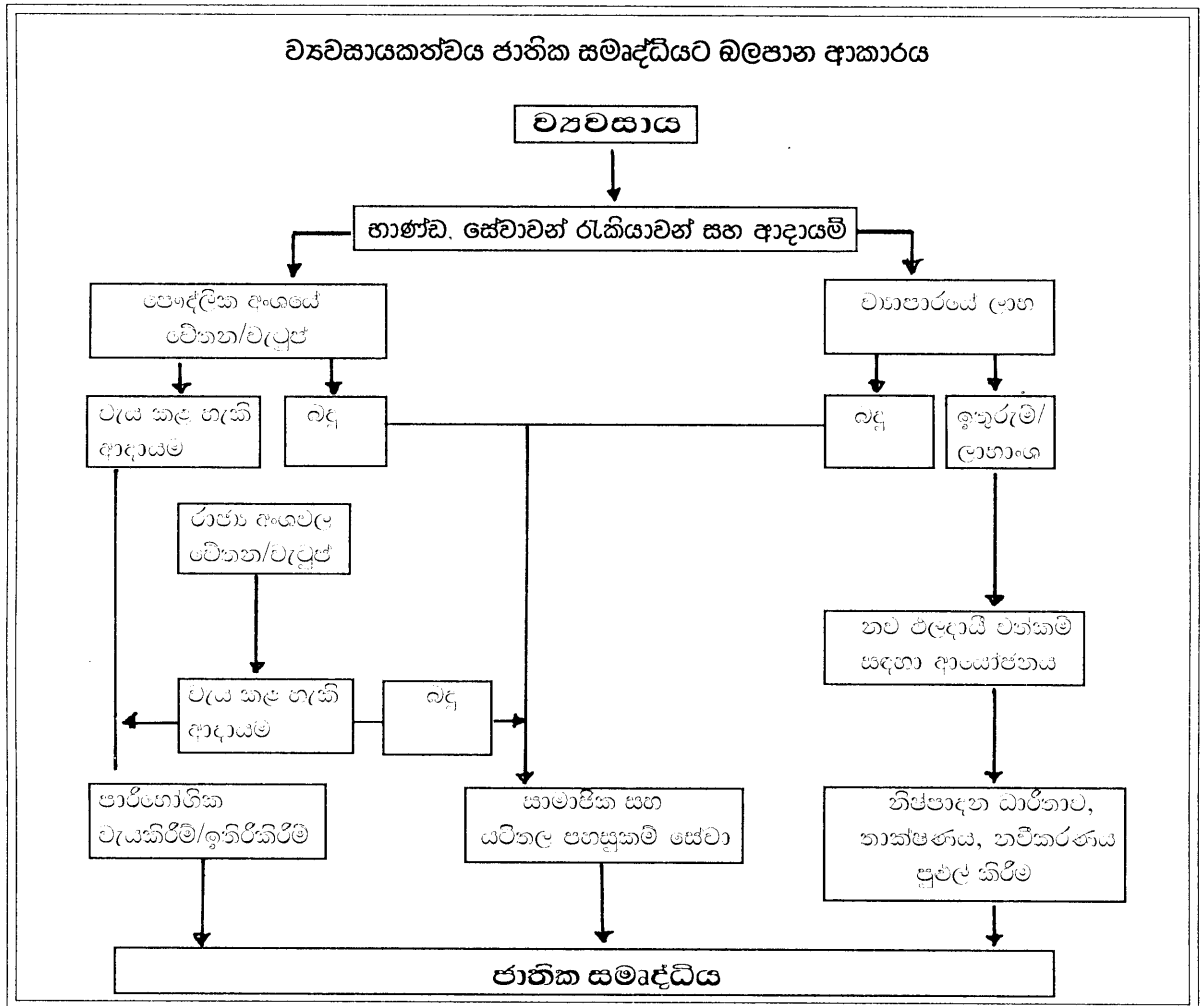 ව්‍යවසායකත්වය ජාතික සමෘද්ධියට බලපාන ආකාරය
ව්‍යවසාය
භාණ්ඩ, සේවාවන් රැකියාවන් සහ ආදායම්
පෞද්ලික අංශයේ
වේතන/වැටුප්
ව්‍යාපාරයේ ලාභ
වැය කළ හැකි
ආදායම
බදු
බදු
ඉතුරුම්/
ලාභාංශ
රාජ්‍ය අංශවල
වේතන/වැටුප්
නව ඵලදායී වත්කම්
සඳහා ආයෝජනය
වැය කළ හැකි
ආදායම
බදු
පාරිභෝගික
වැයකිරීම්/ඉතිරිකිරීම්
සාමාජික සහ
යටිතල පහසුකම් සේවා
නිෂ්පාදන ධාරිතාව,
තාක්ෂණය, නවීකරණය
පුළුල් කිරීම
ජාතික සමෘද්ධිය